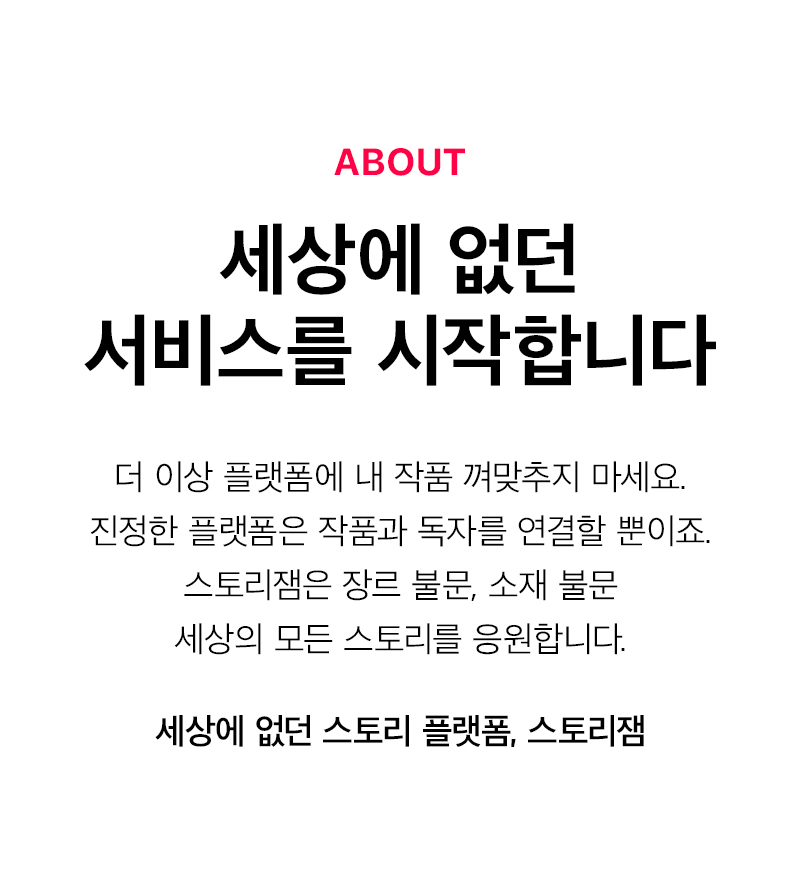 ABOUT
세상에 없던
서비스를 시작합니다
더 이상 플랫폼에 내 작품 껴맞추지 마세요.
진정한 플랫폼은 작품과 독자를 연결할 뿐이죠.
스토리잼은 장르 불문, 소재 불문
세상의 모든 스토리를 응원합니다.
세상에 없던 스토리 플랫폼, 스토리잼